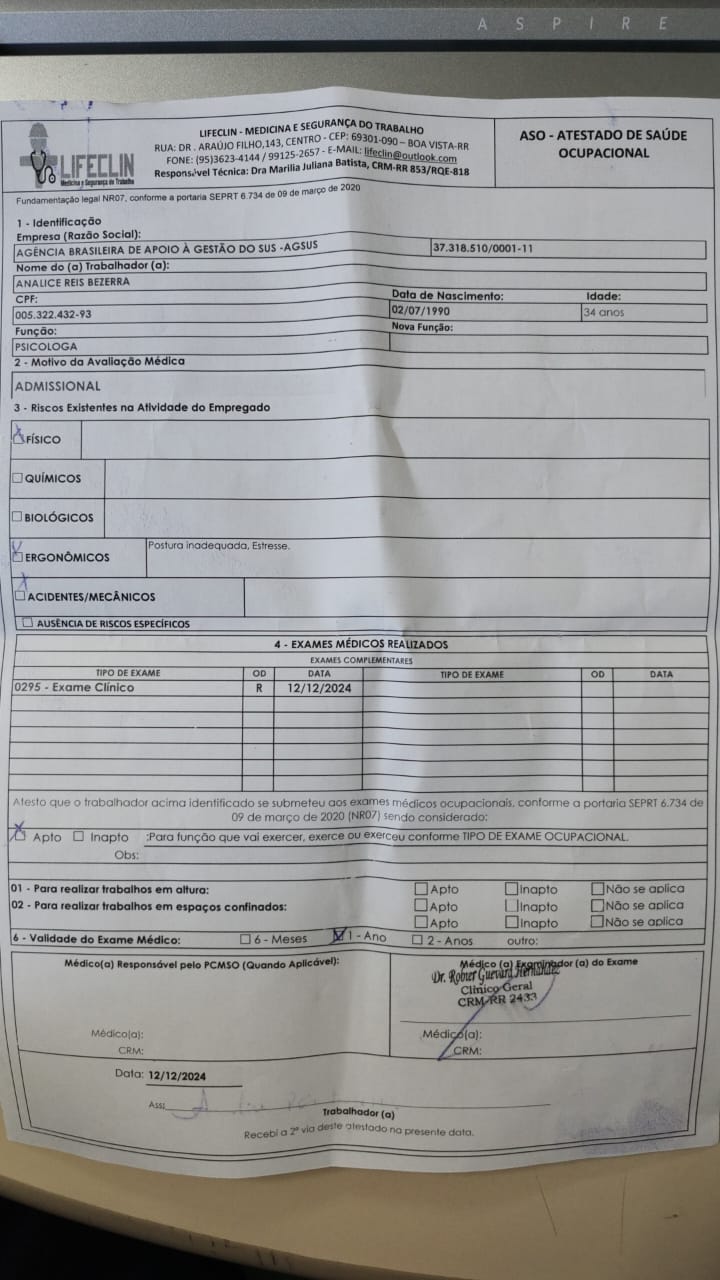 ASPIRE
LIFECLIN
Medicina e Segurança do Trabalho
LIFECLIN - MEDICINA E SEGURANÇA DO TRABALHO
RUA: DR . ARAÚJO FILHO,143, CENTRO - CEP: 69301-090 – BOA VISTA-RR
FONE: (95)3623-4144 / 99125-2657 - E-MAIL: lifeclin@outlook.com
Responsável Técnica: Dra Marilia Juliana Batista, CRM-RR 853/RQE-818
ASO - ATESTADO DE SAÚDE
OCUPACIONAL
Fundamentação legal NR07, conforme a portaria SEPRT 6.734 de 09 de março de 2020
1 - Identificação
Empresa (Razão Social):
AGÊNCIA BRASILEIRA DE APOIO À GESTÃO DO SUS -AGSUS 37.318.510/0001-11
Nome do (a) Trabalhador (a):
ANALICE REIS BEZERRA
CPF: Data de Nascimento: Idade:
005.322.432-93 02/07/1990 34 anos
Função: Nova Função:
PSICOLOGA
2 - Motivo da Avaliação Médica
ADMISSIONAL
3 - Riscos Existentes na Atividade do Empregado
FÍSICO
QUÍMICOS
BIOLÓGICOS
ERGONÔMICOS Postura inadequada, Estresse.
ACIDENTES/MECÂNICOS
AUSÊNCIA DE RISCOS ESPECÍFICOS
4 - EXAMES MÉDICOS REALIZADOS
EXAMES COMPLEMENTARES
TIPO DE EXAME OD DATA TIPO DE EXAME OD DATA
0295 - Exame Clínico R 12/12/2024
Atesto que o trabalhador acima identificado se submeteu aos exames médicos ocupacionais, conforme a portaria SEPRT 6.734 de
09 de março de 2020 (NR07) sendo considerado:
Apto Inapto :Para função que vai exercer, exerce ou exerceu conforme TIPO DE EXAME OCUPACIONAL.
Obs:
01 - Para realizar trabalhos em altura: Apto Inapto Não se aplica
02 - Para realizar trabalhos em espaços confinados: Apto Inapto Não se aplica
Apto Inapto Não se aplica
6 - Validade do Exame Médico: 6 - Meses 1 - Ano 2 - Anos outro:
Médico(a) Responsável pelo PCMSO (Quando Aplicável): Médico (a) Examinador (a) do Exame
Dr. Robier Guevara Hernández
Clínico Geral
CRM-RR 2433
Médico(a): Médico(a):
CRM: CRM:
Data: 12/12/2024
Ass:
Trabalhador (a)
Recebi a 2ª via deste atestado na presente data.